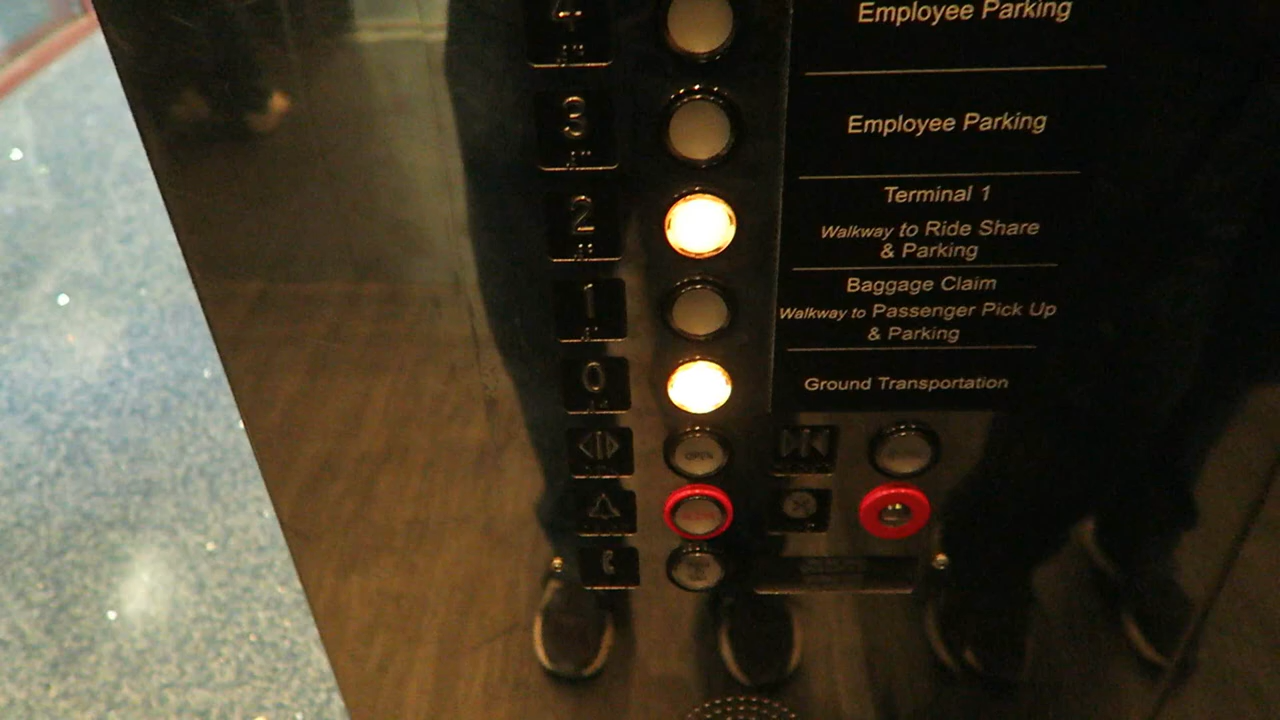 4
Employee Parking
3
Employee Parking
2
Terminal 1
Walkway to Ride Share
& Parking
1
Baggage Claim
Walkway to Passenger Pick Up
& Parking
0
Ground Transportation
OPEN